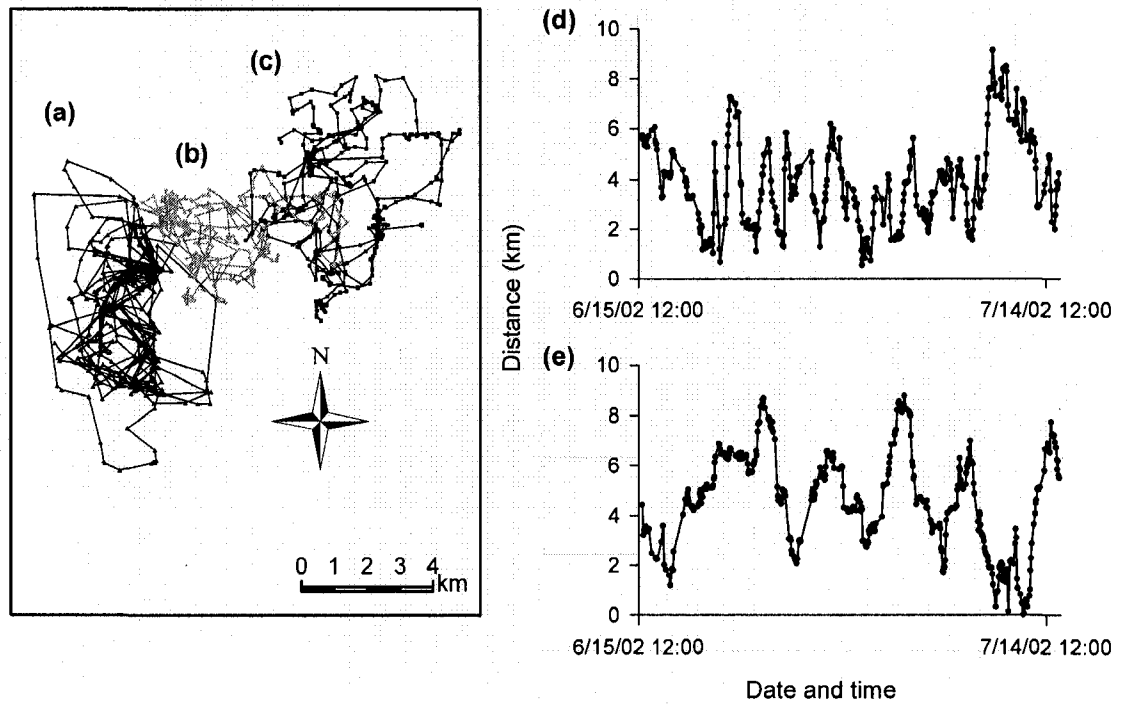 (a)
(b)
(c)
N
0 1 2 3 4
km
(d)
10
8
6
4
2
0
6/15/02 12:00 7/14/02 12:00
Distance (km)
(e)
10
8
6
4
2
0
6/15/02 12:00 7/14/02 12:00
Date and time